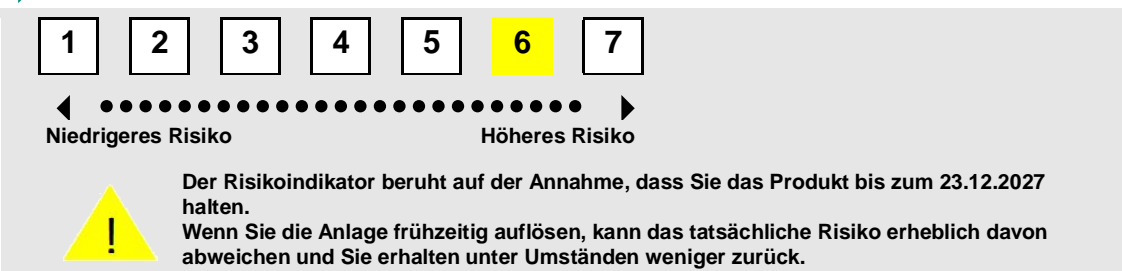 1 2 3 4 5 6 7
Niedrigeres Risiko Höheres Risiko
Der Risikoindikator beruht auf der Annahme, dass Sie das Produkt bis zum 23.12.2027
halten.
!
Wenn Sie die Anlage frühzeitig auflösen, kann das tatsächliche Risiko erheblich davon
abweichen und Sie erhalten unter Umständen weniger zurück.